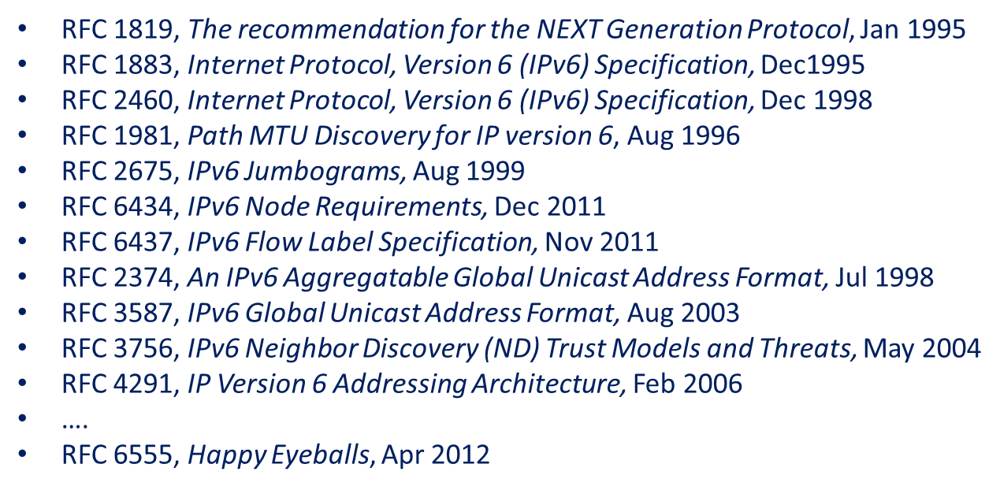 • RFC 1819, The recommendation for the NEXT Generation Protocol, Jan 1995
• RFC 1883, Internet Protocol, Version 6 (IPv6) Specification, Dec1995
• RFC 2460, Internet Protocol, Version 6 (IPv6) Specification, Dec 1998
• RFC 1981, Path MTU Discovery for IP version 6, Aug 1996
• RFC 2675, IPv6 Jumbograms, Aug 1999
• RFC 6434, IPv6 Node Requirements, Dec 2011
• RFC 6437, IPv6 Flow Label Specification, Nov 2011
• RFC 2374, An IPv6 Aggregatable Global Unicast Address Format, Jul 1998
• RFC 3587, IPv6 Global Unicast Address Format, Aug 2003
• RFC 3756, IPv6 Neighbor Discovery (ND) Trust Models and Threats, May 2004
• RFC 4291, IP Version 6 Addressing Architecture, Feb 2006
• ….
• RFC 6555, Happy Eyeballs, Apr 2012